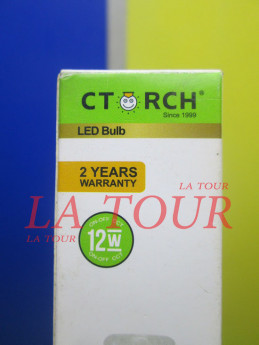 CTORCH®
Since 1999
LED Bulb
2 YEARS
WARRANTY
LA TOUR
LA TOUR
LA TOUR
12W